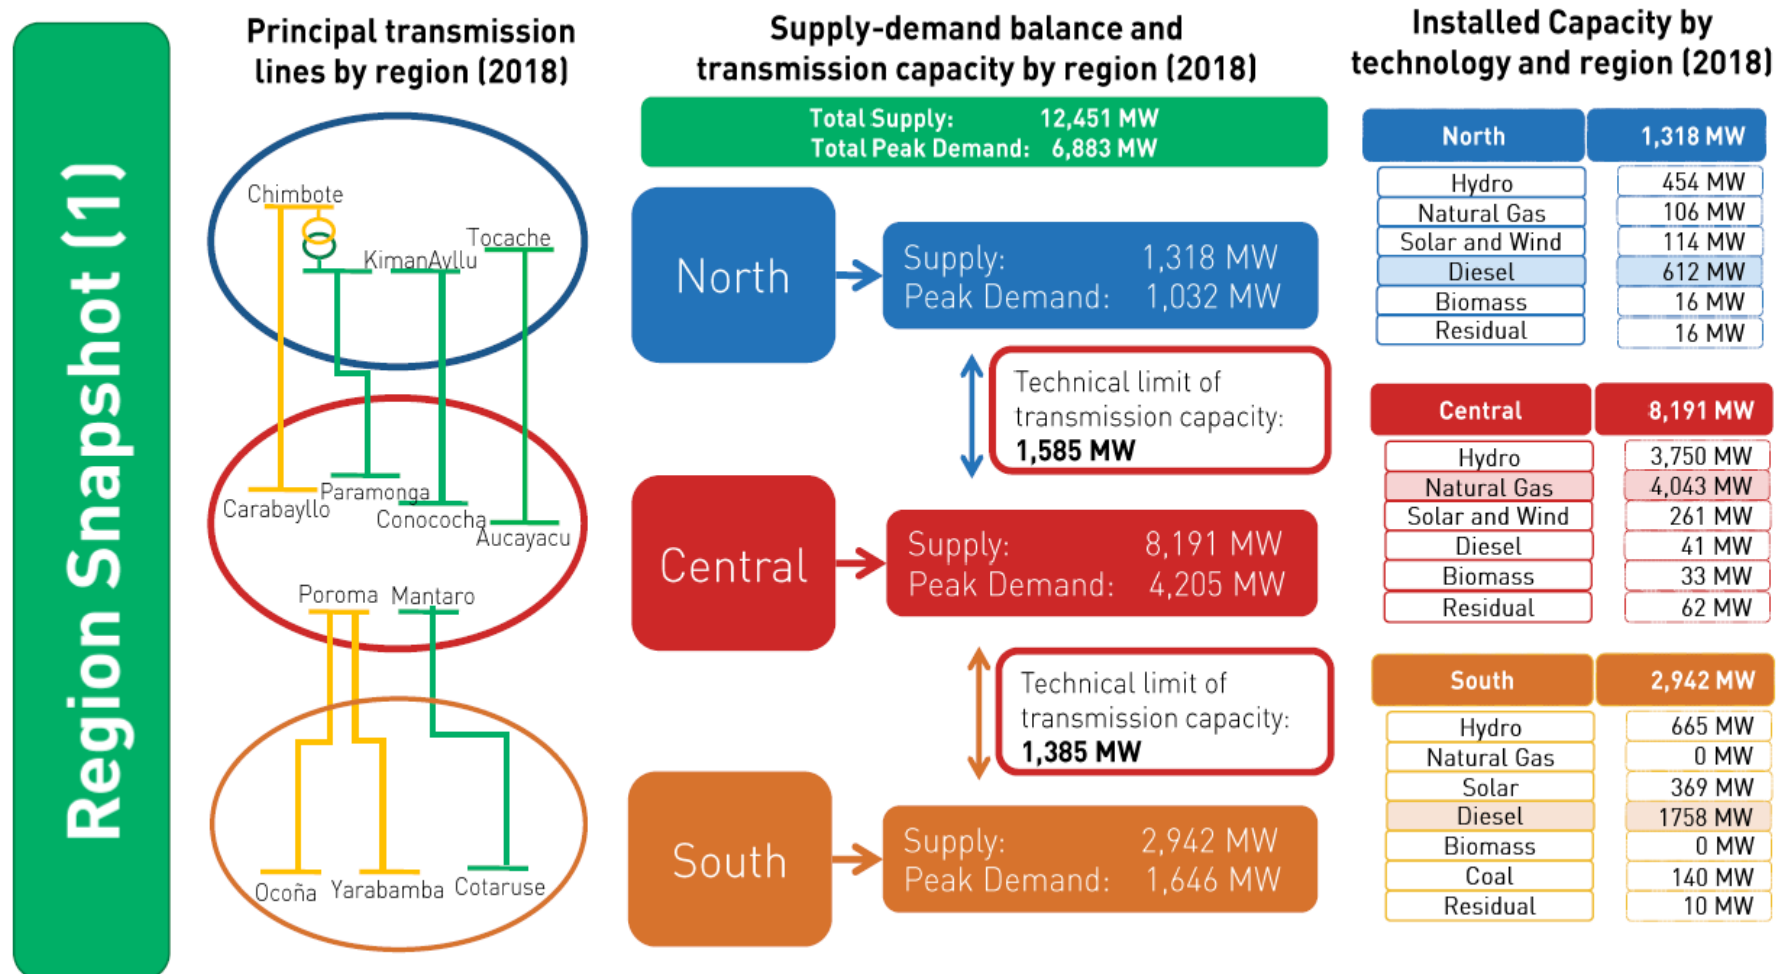 Region Snapshot (1)
Principal transmission
lines by region (2018)
Chimbote
Tocache
KimanAyllu
Paramonga
Carabayllo
Conococha
Aucayacu
Poroma Mantaro
Ocoña Yarabamba Cotaruse
Supply-demand balance and
transmission capacity by region (2018)
Total Supply: 12,451 MW
Total Peak Demand: 6,883 MW
North
Supply: 1,318 MW
Peak Demand: 1,032 MW
Technical limit of
transmission capacity:
1,585 MW
Central
Supply: 8,191 MW
Peak Demand: 4,205 MW
Technical limit of
transmission capacity:
1,385 MW
South
Supply: 2,942 MW
Peak Demand: 1,646 MW
Installed Capacity by
technology and region (2018)
North 1,318 MW
Hydro 454 MW
Natural Gas 106 MW
Solar and Wind 114 MW
Diesel 612 MW
Biomass 16 MW
Residual 16 MW
Central 8,191 MW
Hydro 3,750 MW
Natural Gas 4,043 MW
Solar and Wind 261 MW
Diesel 41 MW
Biomass 33 MW
Residual 62 MW
South 2,942 MW
Hydro 665 MW
Natural Gas 0 MW
Solar 369 MW
Diesel 1758 MW
Biomass 0 MW
Coal 140 MW
Residual 10 MW